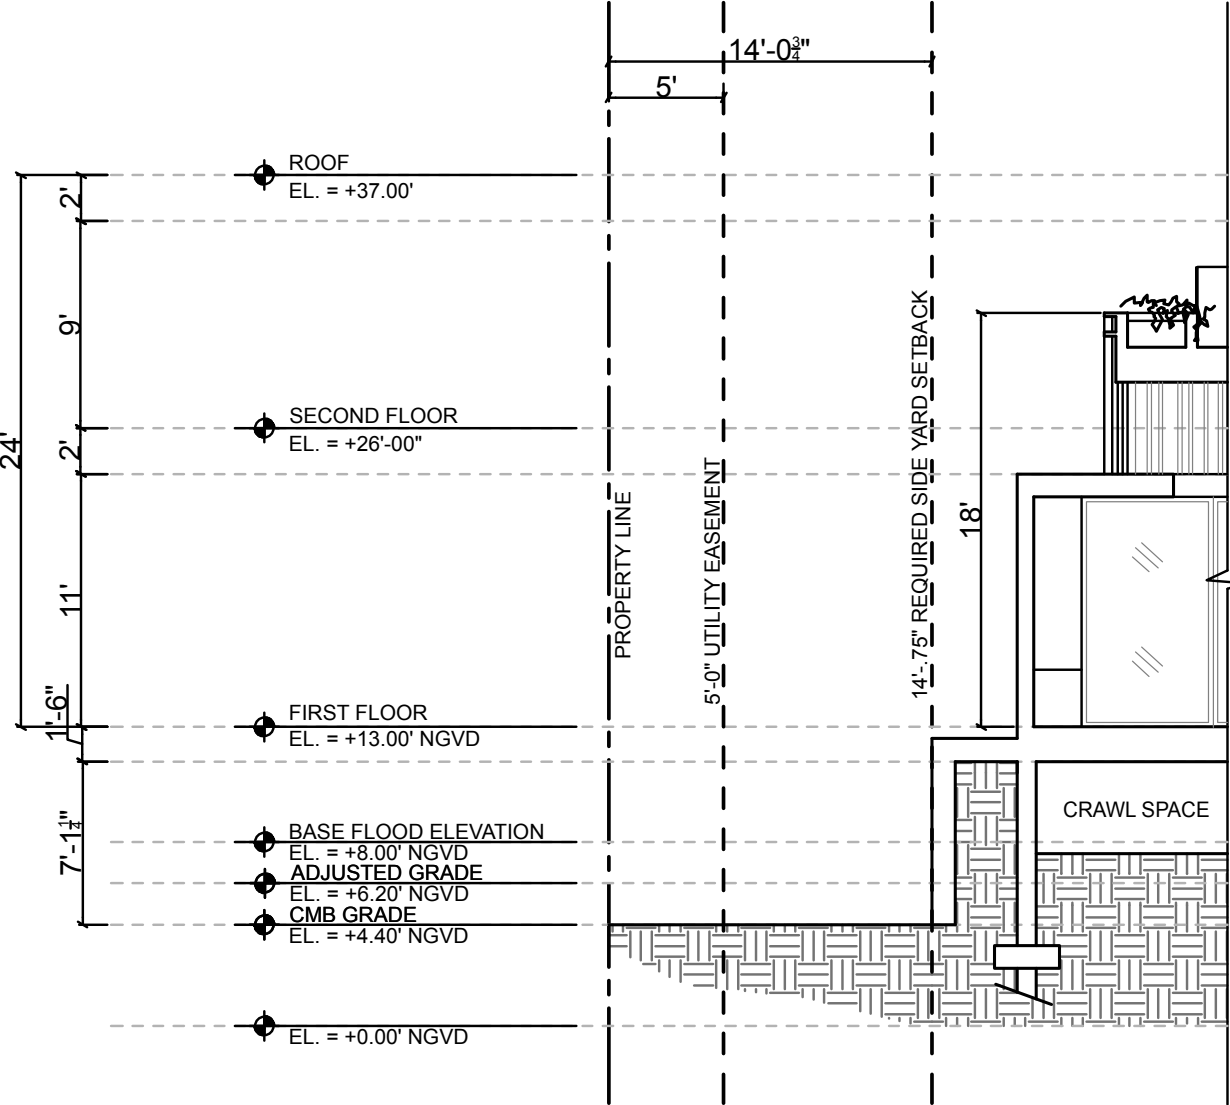 14'-0¾"
5'
ROOF
EL. = +37.00'
2'
9'
SECOND FLOOR
EL. = +26'-00"
24'
2'
18'
PROPERTY LINE
5'-0" UTILITY EASEMENT
14'-.75" REQUIRED SIDE YARD SETBACK
11'
1'-6"
FIRST FLOOR
EL. = +13.00' NGVD
CRAWL SPACE
7'-1¼"
BASE FLOOD ELEVATION
EL. = +8.00' NGVD
ADJUSTED GRADE
EL. = +6.20' NGVD
CMB GRADE
EL. = +4.40' NGVD
EL. = +0.00' NGVD